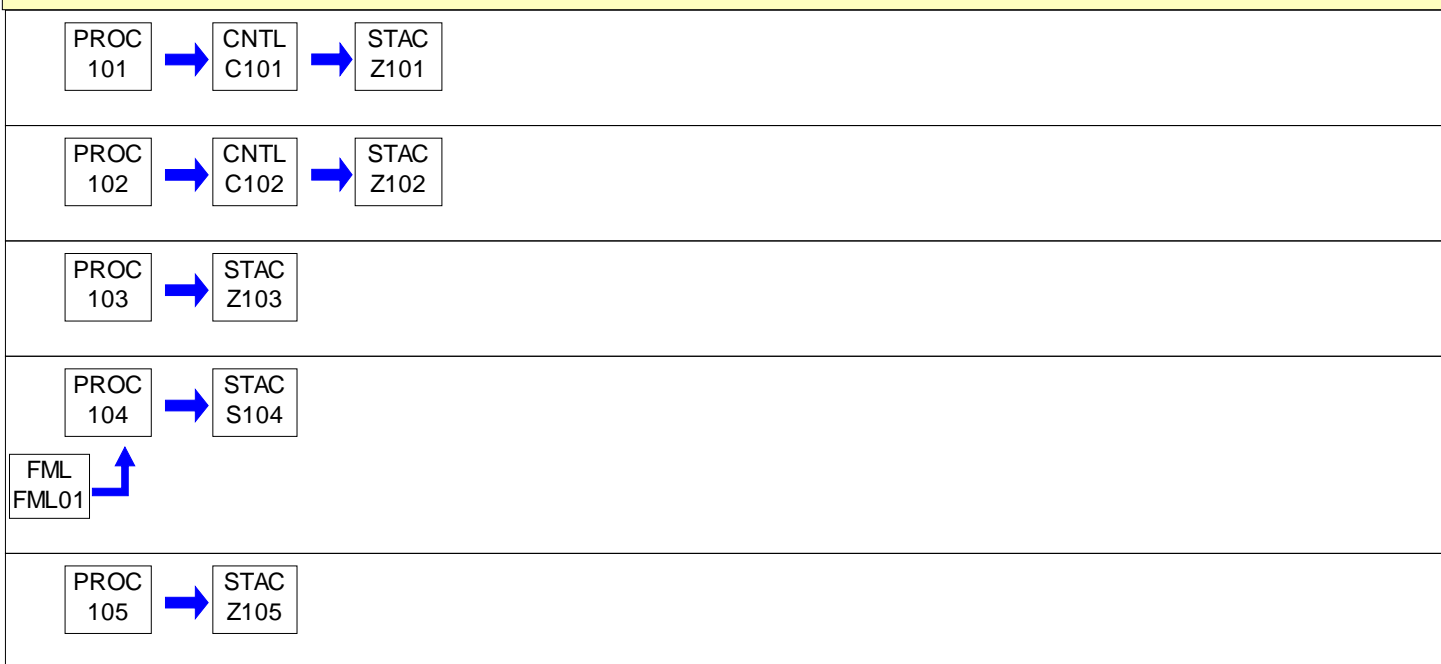 PROC
101
CNTL
C101
STAC
Z101
PROC
102
CNTL
C102
STAC
Z102
PROC
103
STAC
Z103
PROC
104
STAC
S104
FML
FML01
PROC
105
STAC
Z105